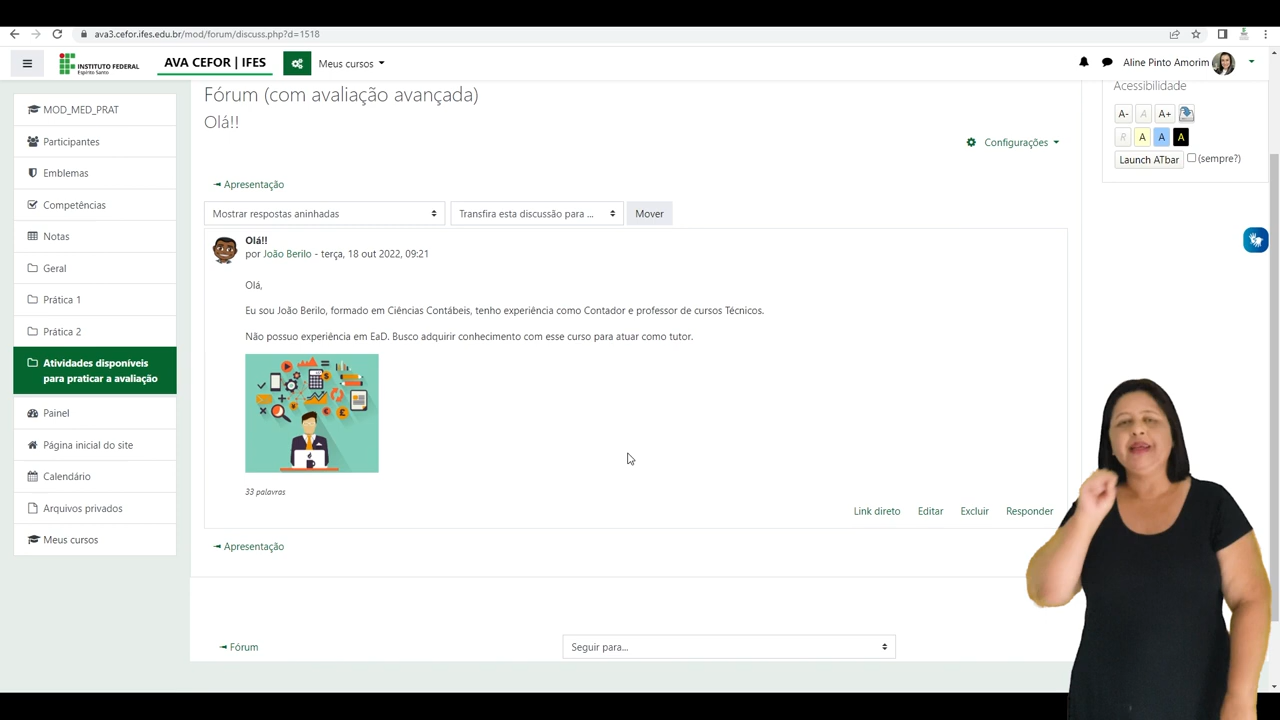 ava3.cefor.ifes.edu.br/mod/forum/discuss.php?d=1518
INSTITUTO FEDERAL
Espírito Santo
AVA CEFOR | IFES
Meus cursos
Aline Pinto Amorim
MOD_MED_PRAT
Participantes
Emblemas
Competências
Notas
Geral
Prática 1
Prática 2
Atividades disponíveis
para praticar a avaliação
Painel
Página inicial do site
Calendário
Arquivos privados
Meus cursos
Fórum (com avaliação avançada)
Olá!!
Configurações
◄ Apresentação
Mostrar respostas aninhadas
Transfira esta discussão para ...
Mover
Olá!!
por João Berilo - terça, 18 out 2022, 09:21
Olá,
Eu sou João Berilo, formado em Ciências Contábeis, tenho experiência como Contador e professor de cursos Técnicos.
Não possuo experiência em EaD. Busco adquirir conhecimento com esse curso para atuar como tutor.
33 palavras
Link direto Editar Excluir Responder
◄ Apresentação
◄ Fórum
Seguir para...
Acessibilidade
A- A A+
R A A A
Launch ATbar (sempre?)